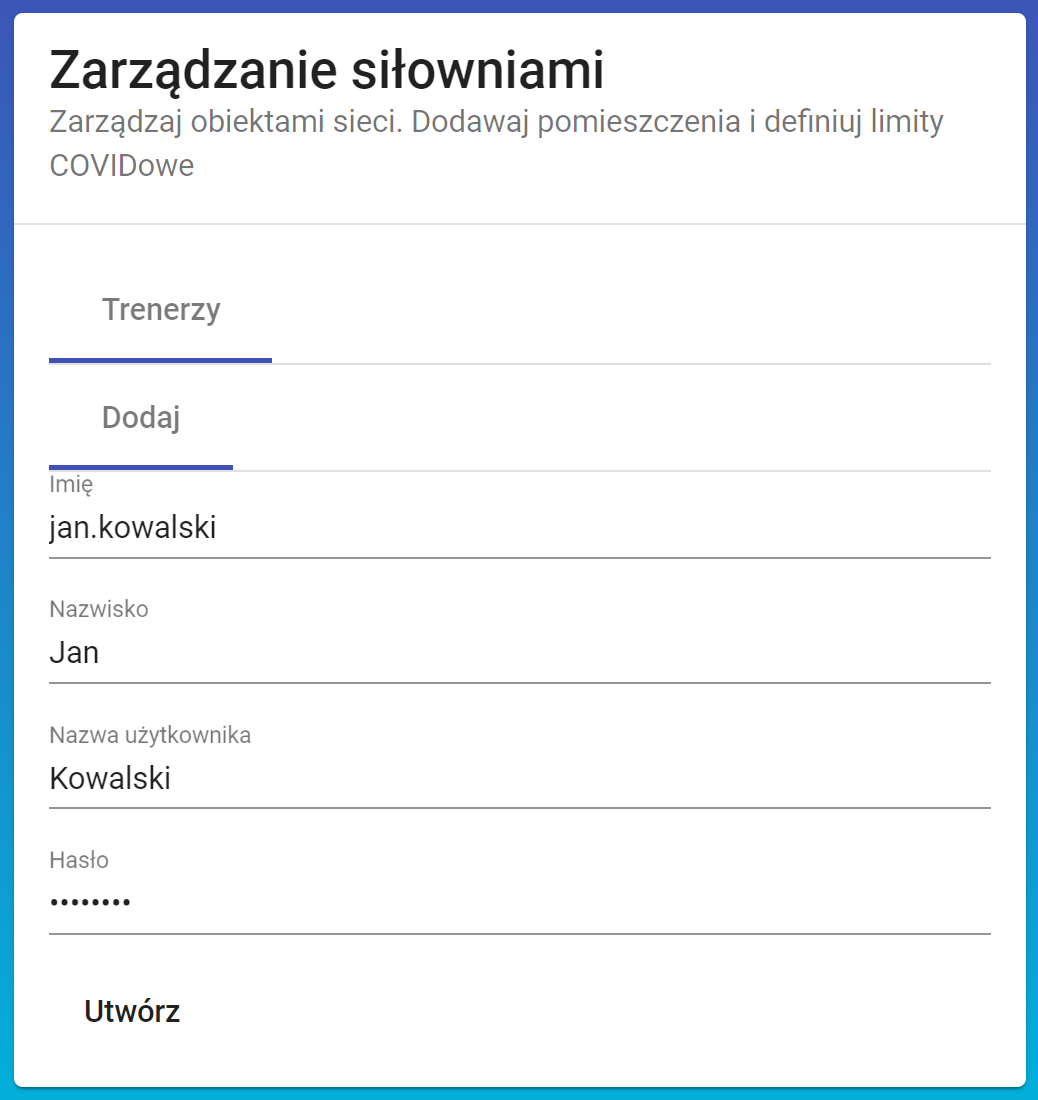 Zarządzanie siłowniami
Zarządzaj obiektami sieci. Dodawaj pomieszczenia i definiuj limity
COVIDowe
Trenerzy
Dodaj
Imię
jan.kowalski
Nazwisko
Jan
Nazwa użytkownika
Kowalski
Hasło
••••••••
Utwórz